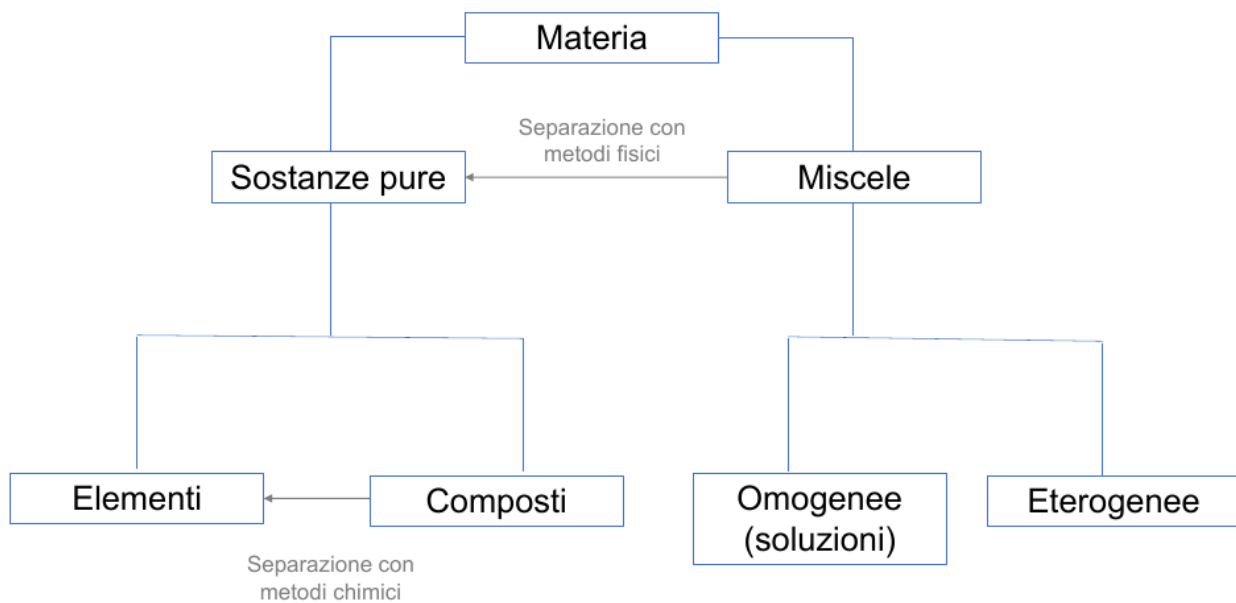 Materia
Separazione con
metodi fisici
Sostanze pure
Miscele
Elementi
Composti
Omogenee
(soluzioni)
Eterogenee
Separazione con
metodi chimici